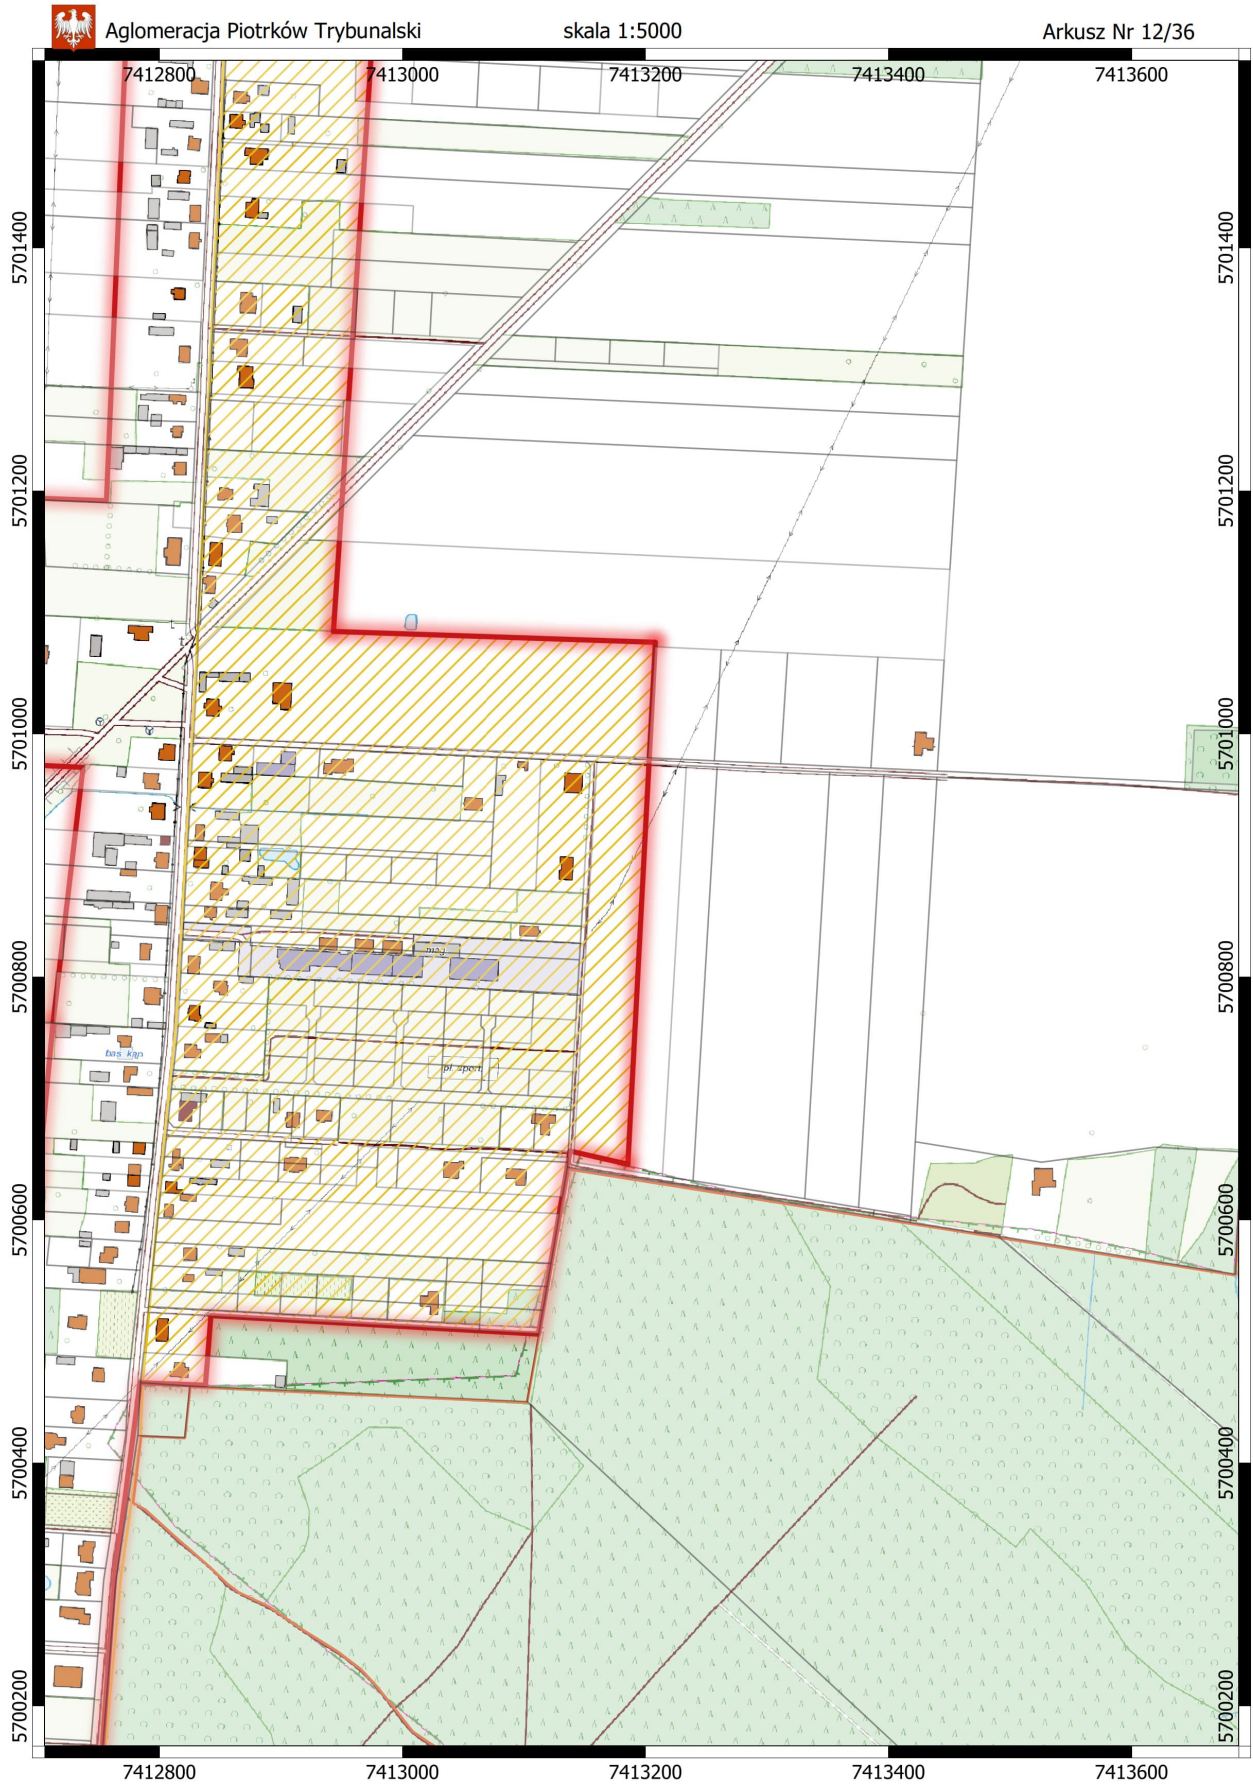 Aglomeracja Piotrków Trybunalski skala 1:5000 Arkusz Nr 12/36
7412800 7413000 7413200 7413400 7413600
5701400 5701400
5701200 5701200
5701000 5701000
5700800 5700800
bas. kąp.
pl. sport.
5700600 5700600
5700400 5700400
5700200 5700200
7412800 7413000 7413200 7413400 7413600